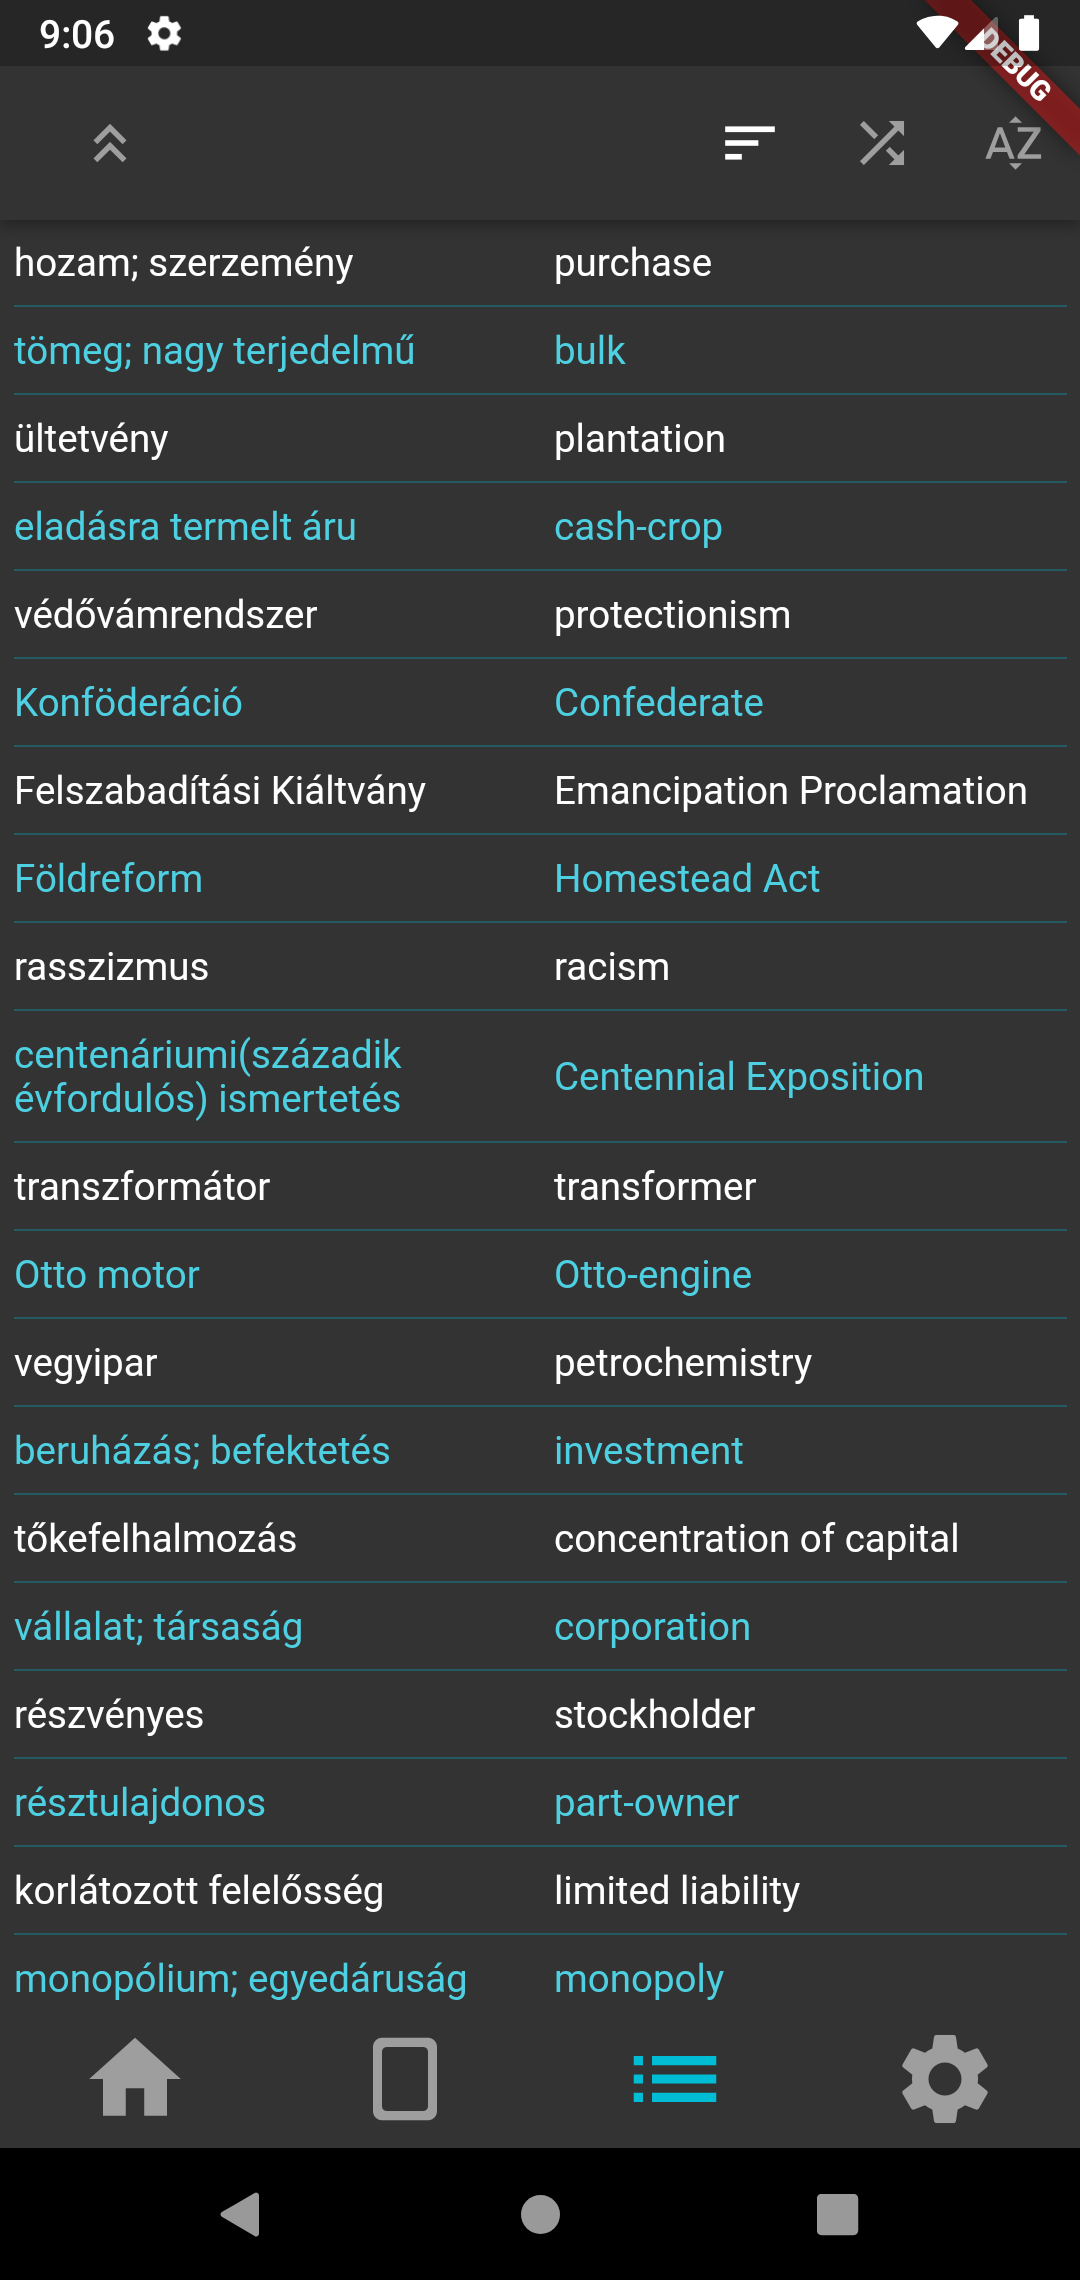 9:06
DEBUG
AZ
hozam; szerzemény purchase
tömeg; nagy terjedelmű bulk
ültetvény plantation
eladásra termelt áru cash-crop
védővámrendszer protectionism
Konföderáció Confederate
Felszabadítási Kiáltvány Emancipation Proclamation
Földreform Homestead Act
rasszizmus racism
centenáriumi(századik
évfordulós) ismertetés Centennial Exposition
transzformátor transformer
Otto motor Otto-engine
vegyipar petrochemistry
beruházás; befektetés investment
tőkefelhalmozás concentration of capital
vállalat; társaság corporation
részvényes stockholder
résztulajdonos part-owner
korlátozott felelősség limited liability
monopólium; egyedáruság monopoly